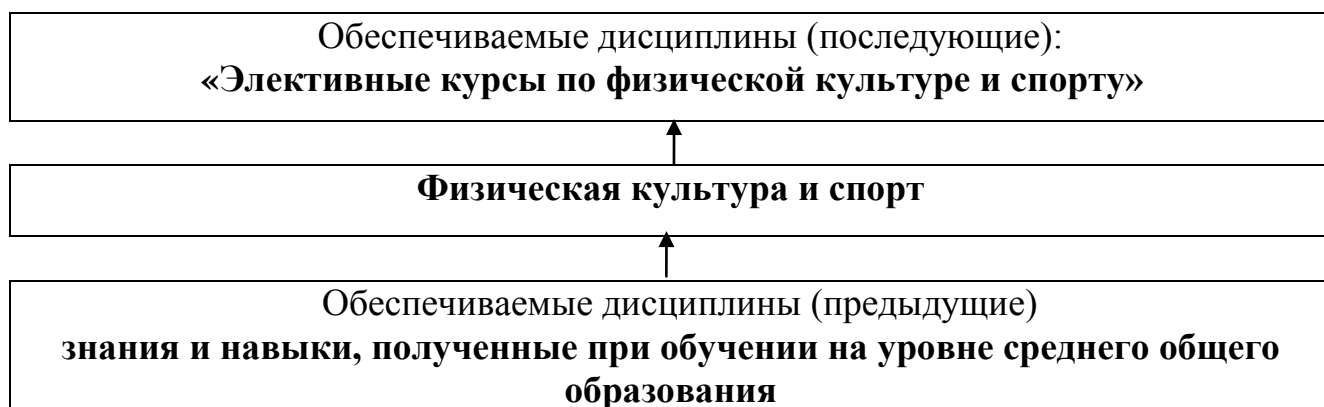 Обеспечиваемые дисциплины (последующие):
«Элективные курсы по физической культуре и спорту»
Физическая культура и спорт
Обеспечиваемые дисциплины (предыдущие)
знания и навыки, полученные при обучении на уровне среднего общего
образования